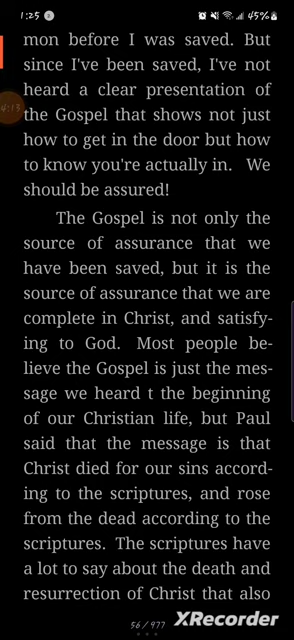 1:25 2 45%
mon before I was saved. But
since I've been saved, I've not
4:13
heard a clear presentation of
the Gospel that shows not just
how to get in the door but how
to know you're actually in. We
should be assured!
The Gospel is not only the
source of assurance that we
have been saved, but it is the
source of assurance that we are
complete in Christ, and satisfy-
ing to God. Most people be-
lieve the Gospel is just the mes-
sage we heard t the beginning
of our Christian life, but Paul
said that the message is that
Christ died for our sins accord-
ing to the scriptures, and rose
from the dead according to the
scriptures. The scriptures have
a lot to say about the death and
resurrection of Christ that also
56 / 977
XRecorder